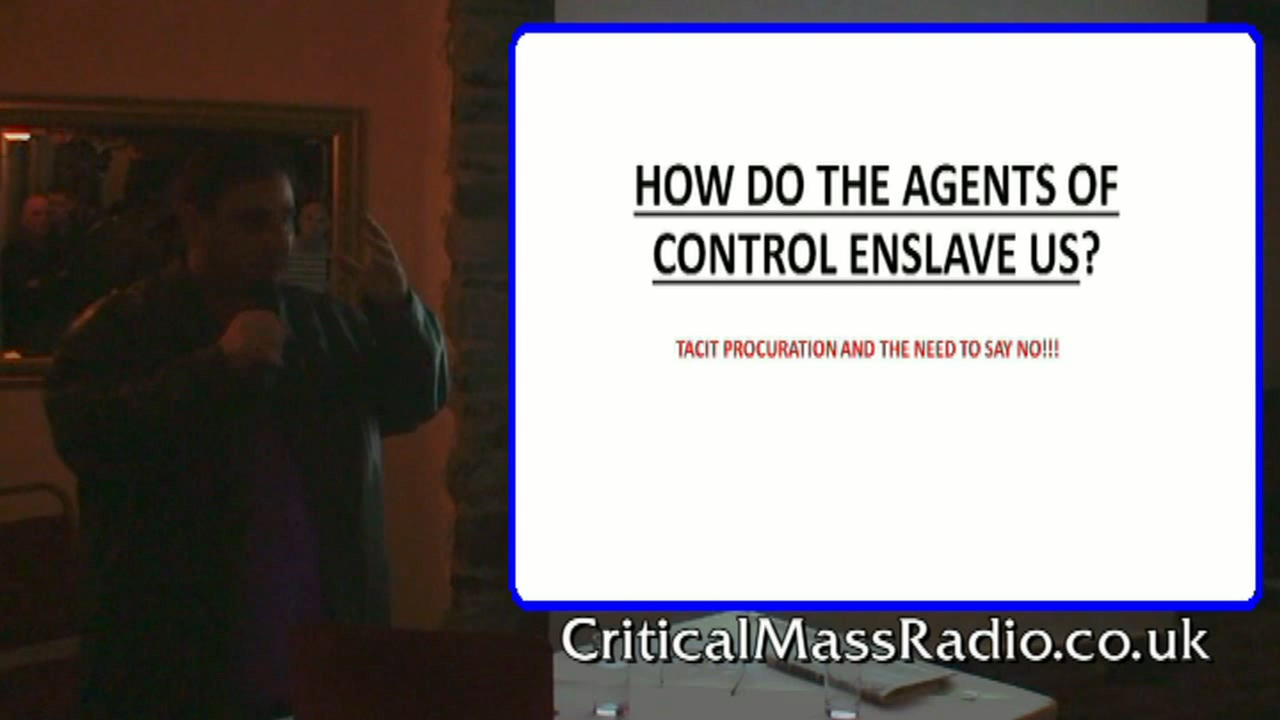 HOW DO THE AGENTS OF
CONTROL ENSLAVE US?
TACIT PROCURATION AND THE NEED TO SAY NO!!!
CriticalMassRadio.co.uk